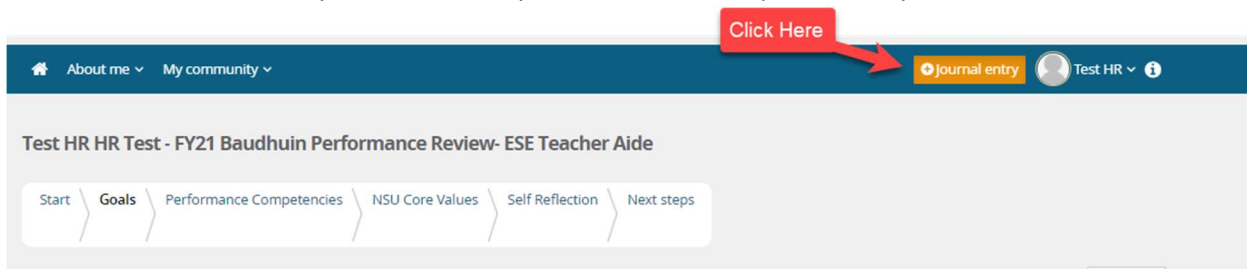 Click Here
About me My community Journal entry Test HR
Test HR HR Test - FY21 Baudhuin Performance Review- ESE Teacher Aide
Start Goals Performance Competencies NSU Core Values Self Reflection Next steps